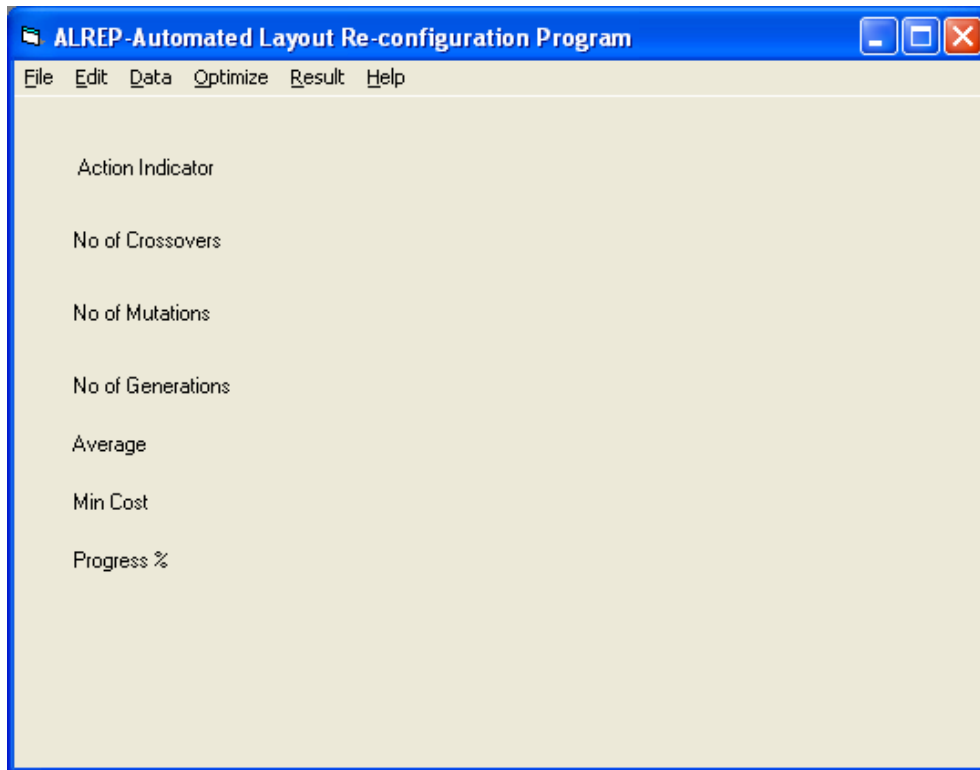 ALREP-Automated Layout Re-configuration Program
File Edit Data Optimize Result Help
Action Indicator
No of Crossovers
No of Mutations
No of Generations
Average
Min Cost
Progress %